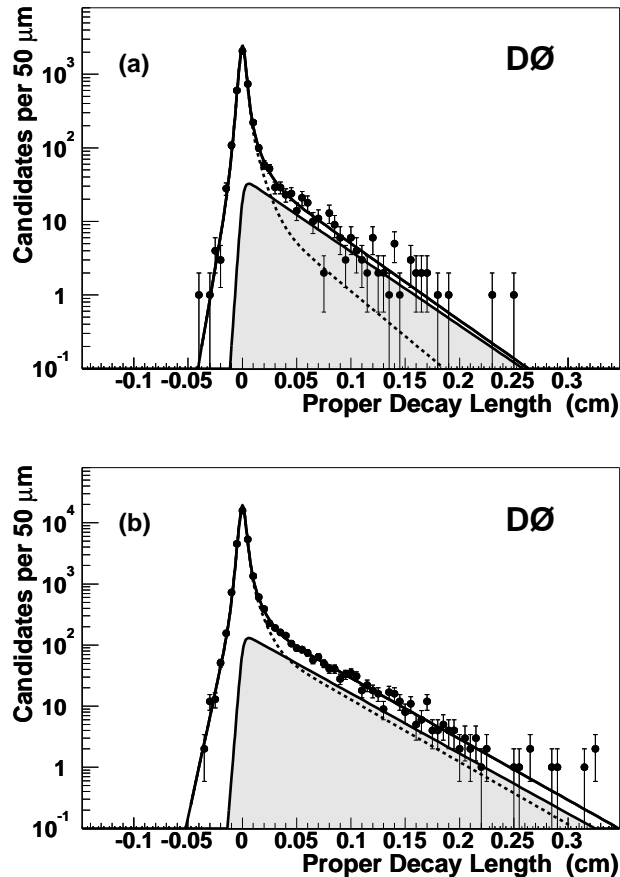 Candidates per 50 μm
(a)
DØ
10³
10²
10
1
10⁻¹
-0.1 -0.05 0 0.05 0.1 0.15 0.2 0.25 0.3
Proper Decay Length (cm)
Candidates per 50 μm
(b)
DØ
10⁴
10³
10²
10
1
10⁻¹
-0.1 -0.05 0 0.05 0.1 0.15 0.2 0.25 0.3
Proper Decay Length (cm)